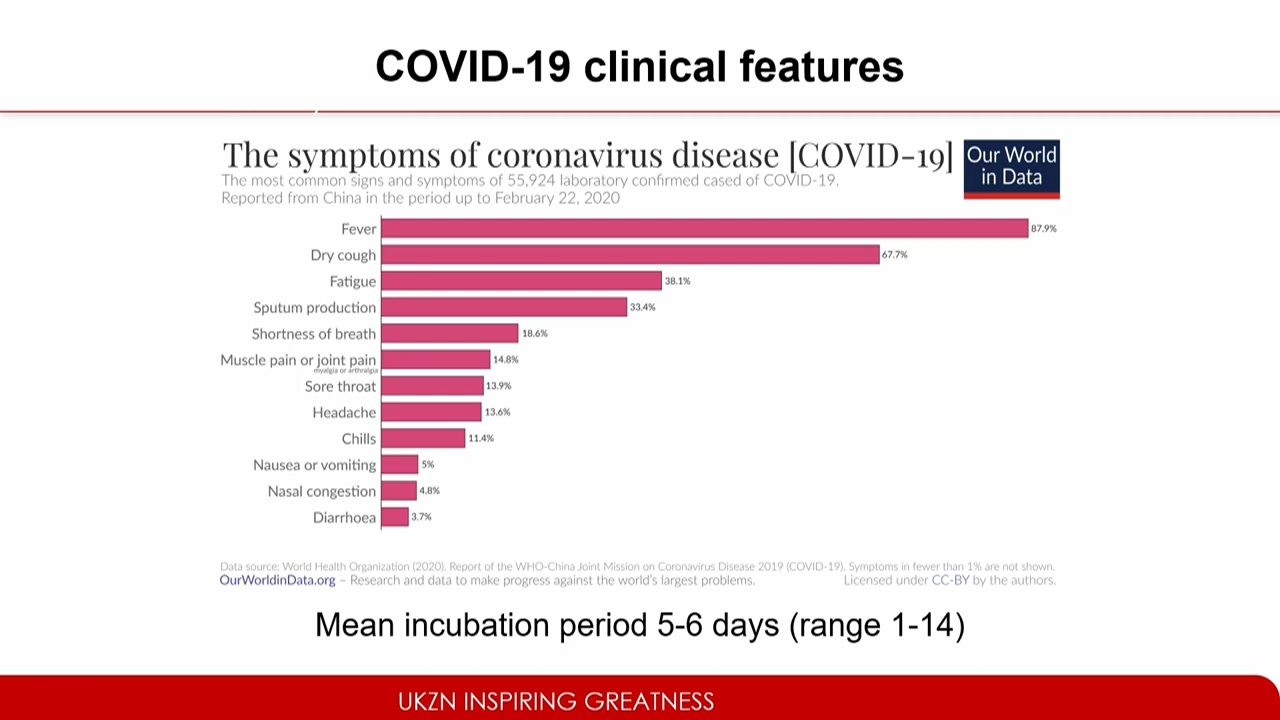 COVID-19 clinical features
The symptoms of coronavirus disease [COVID-19]
Our World
in Data
The most common signs and symptoms of 55,924 laboratory confirmed cased of COVID-19.
Reported from China in the period up to February 22, 2020
Fever 87.9%
Dry cough 67.7%
Fatigue 38.1%
Sputum production 33.4%
Shortness of breath 18.6%
Muscle pain or joint pain 14.8%
myalgia or arthralgia
Sore throat 13.9%
Headache 13.6%
Chills 11.4%
Nausea or vomiting 5%
Nasal congestion 4.8%
Diarrhoea 3.7%
Data source: World Health Organization (2020). Report of the WHO-China Joint Mission on Coronavirus Disease 2019 (COVID-19). Symptoms in fewer than 1% are not shown.
OurWorldinData.org – Research and data to make progress against the world's largest problems. Licensed under CC-BY by the authors.
Mean incubation period 5-6 days (range 1-14)
UKZN INSPIRING GREATNESS